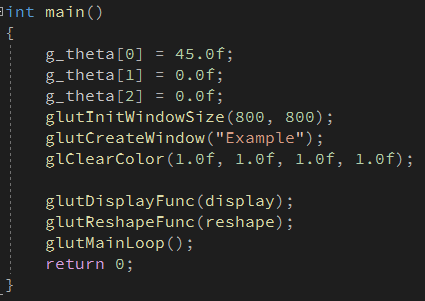 int main()
{
    g_theta[0] = 45.0f;
    g_theta[1] = 0.0f;
    g_theta[2] = 0.0f;
    glutInitWindowSize(800, 800);
    glutCreateWindow("Example");
    glClearColor(1.0f, 1.0f, 1.0f, 1.0f);

    glutDisplayFunc(display);
    glutReshapeFunc(reshape);
    glutMainLoop();
    return 0;
}